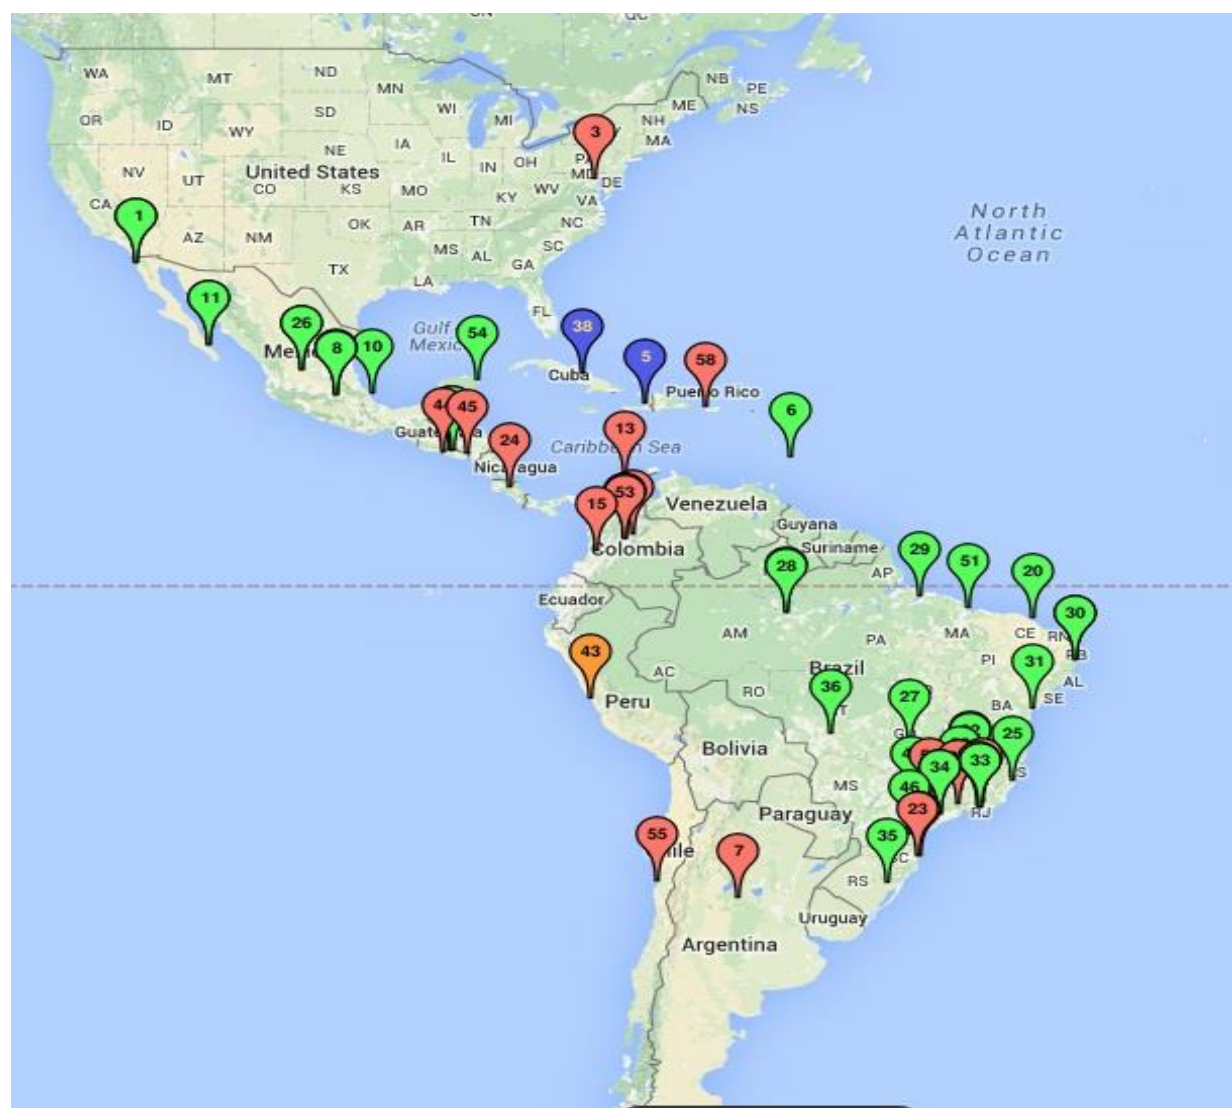 QC
WA
MT
ND
MN
NB
PE
OR
ID
SD
WI
MI
ME
NS
WY
NH
3
MA
NE
IA
NV
UT
United States
IL
IN
OH
PA
MD
DE
CO
KS
MO
KY
WV
VA
CA
1
AZ
NM
OK
AR
TN
NC
North
Atlantic
Ocean
MS
AL
SC
GA
TX
LA
11
FL
26
8
10
Gulf
54
38
5
58
Cuba
Puerto Rico
6
45
24
13
Caribbean Sea
Nicaragua
15
53
Venezuela
Guyana
Suriname
Colombia
28
29
51
20
AP
Ecuador
30
AM
PA
MA
CE
RN
PB
43
AC
Brazil
PI
31
AL
SE
Peru
RO
36
27
BA
25
Bolivia
33
34
MS
46
RJ
Paraguay
23
55
7
35
RS
Uruguay
Argentina